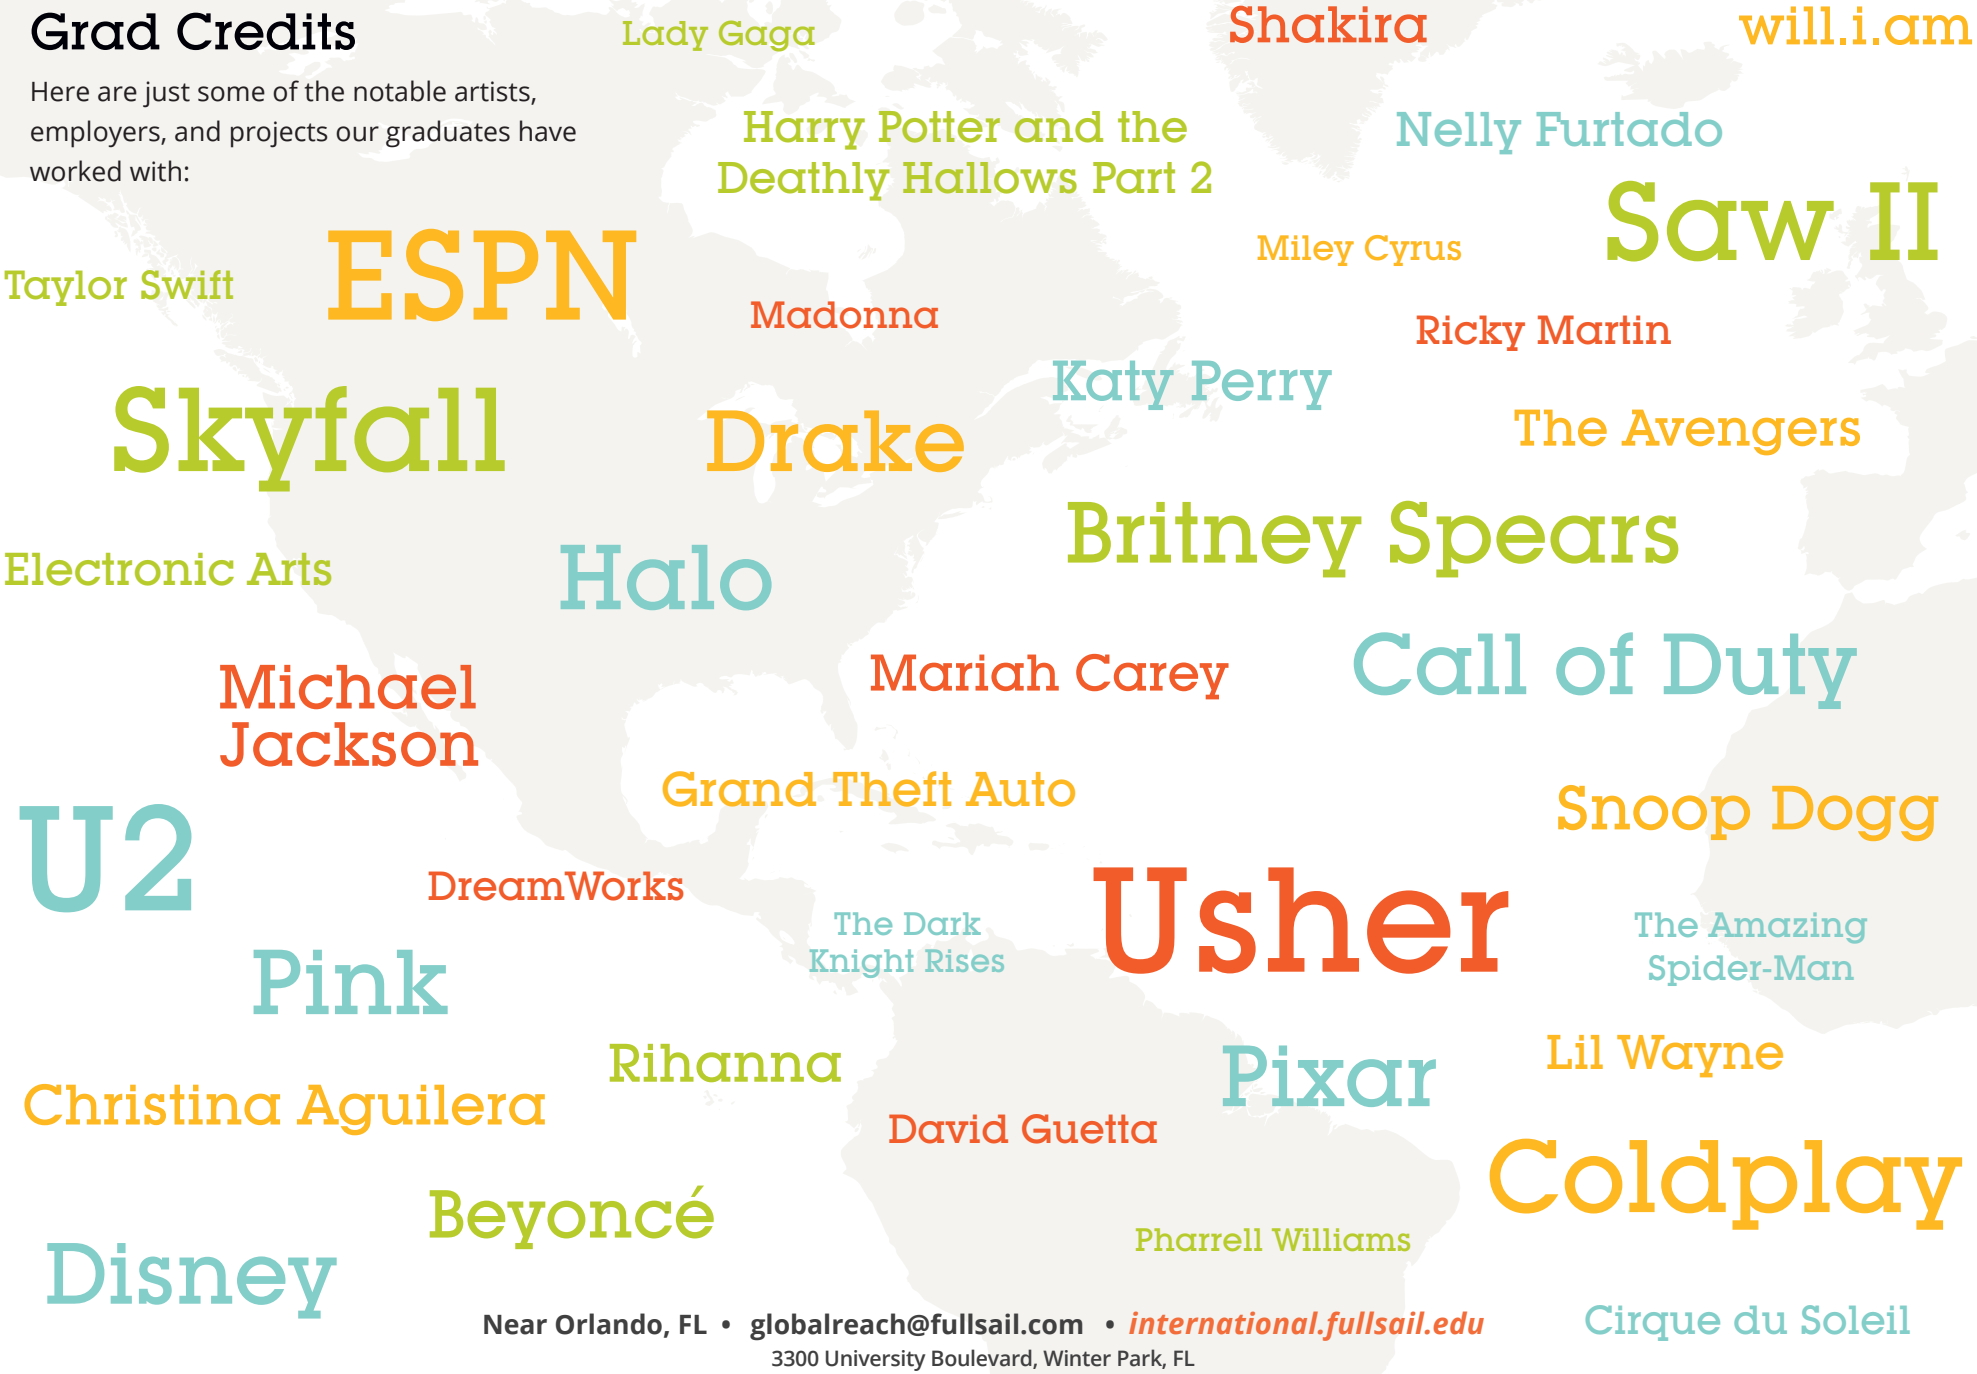 Grad Credits
Here are just some of the notable artists,
employers, and projects our graduates have
worked with:
Lady Gaga
Shakira
will.i.am
Harry Potter and the
Deathly Hallows Part 2
Nelly Furtado
Saw II
Taylor Swift
ESPN
Miley Cyrus
Madonna
Ricky Martin
Katy Perry
Skyfall
Drake
The Avengers
Britney Spears
Electronic Arts
Halo
Michael
Jackson
Mariah Carey
Call of Duty
Grand Theft Auto
Snoop Dogg
U2
DreamWorks
Usher
The Dark
Knight Rises
The Amazing
Spider-Man
Pink
Rihanna
Pixar
Lil Wayne
Christina Aguilera
David Guetta
Coldplay
Beyoncé
Pharrell Williams
Disney
Cirque du Soleil
Near Orlando, FL • globalreach@fullsail.com • international.fullsail.edu
3300 University Boulevard, Winter Park, FL